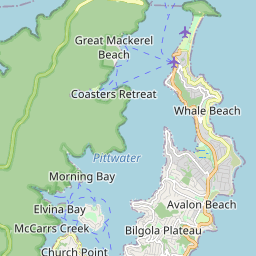 Great Mackerel
Beach
Coasters Retreat
Whale Beach
Pittwater
Morning Bay
Avalon Beach
Elvina Bay
McCarrs Creek
Bilgola Plateau
Church Point